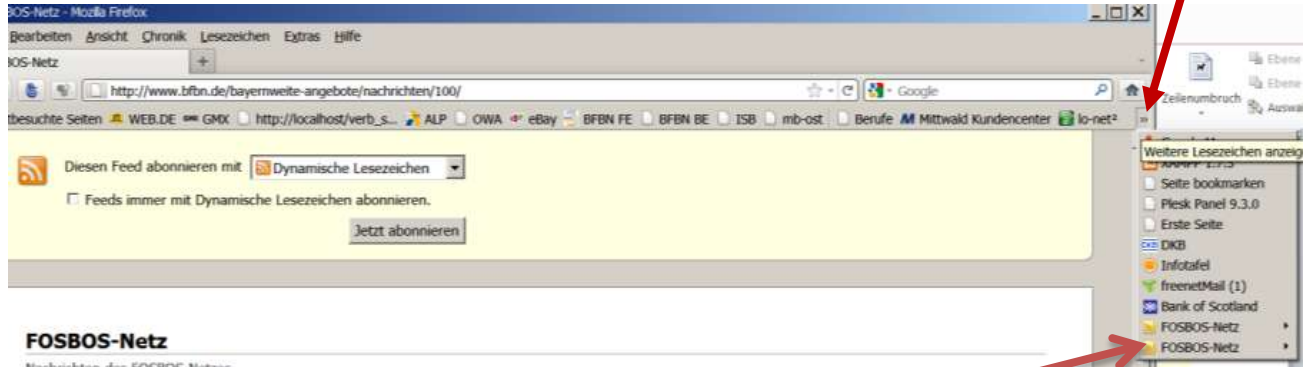 BOS-Netz - Mozilla Firefox
Bearbeiten Ansicht Chronik Lesezeichen Extras Hilfe
BOS-Netz +
http://www.bfbn.de/bayernweite-angebote/nachrichten/100/ Google
tbesuchte Seiten WEB.DE GMX http://localhost/verb_s... ALP OWA eBay BFBN FE BFBN BE ISB mb-ost Berufe Mittwald Kundencenter lo-net² »
Zeilenumbruch
Ebene
Ebene
Auswa
Diesen Feed abonnieren mit Dynamische Lesezeichen
Feeds immer mit Dynamische Lesezeichen abonnieren.
Jetzt abonnieren
Weitere Lesezeichen anzeig
Seite bookmarken
Plesk Panel 9.3.0
Erste Seite
DKB DKB
Infotafel
freenetMail (1)
Bank of Scotland
FOSBOS-Netz
FOSBOS-Netz
FOSBOS-Netz